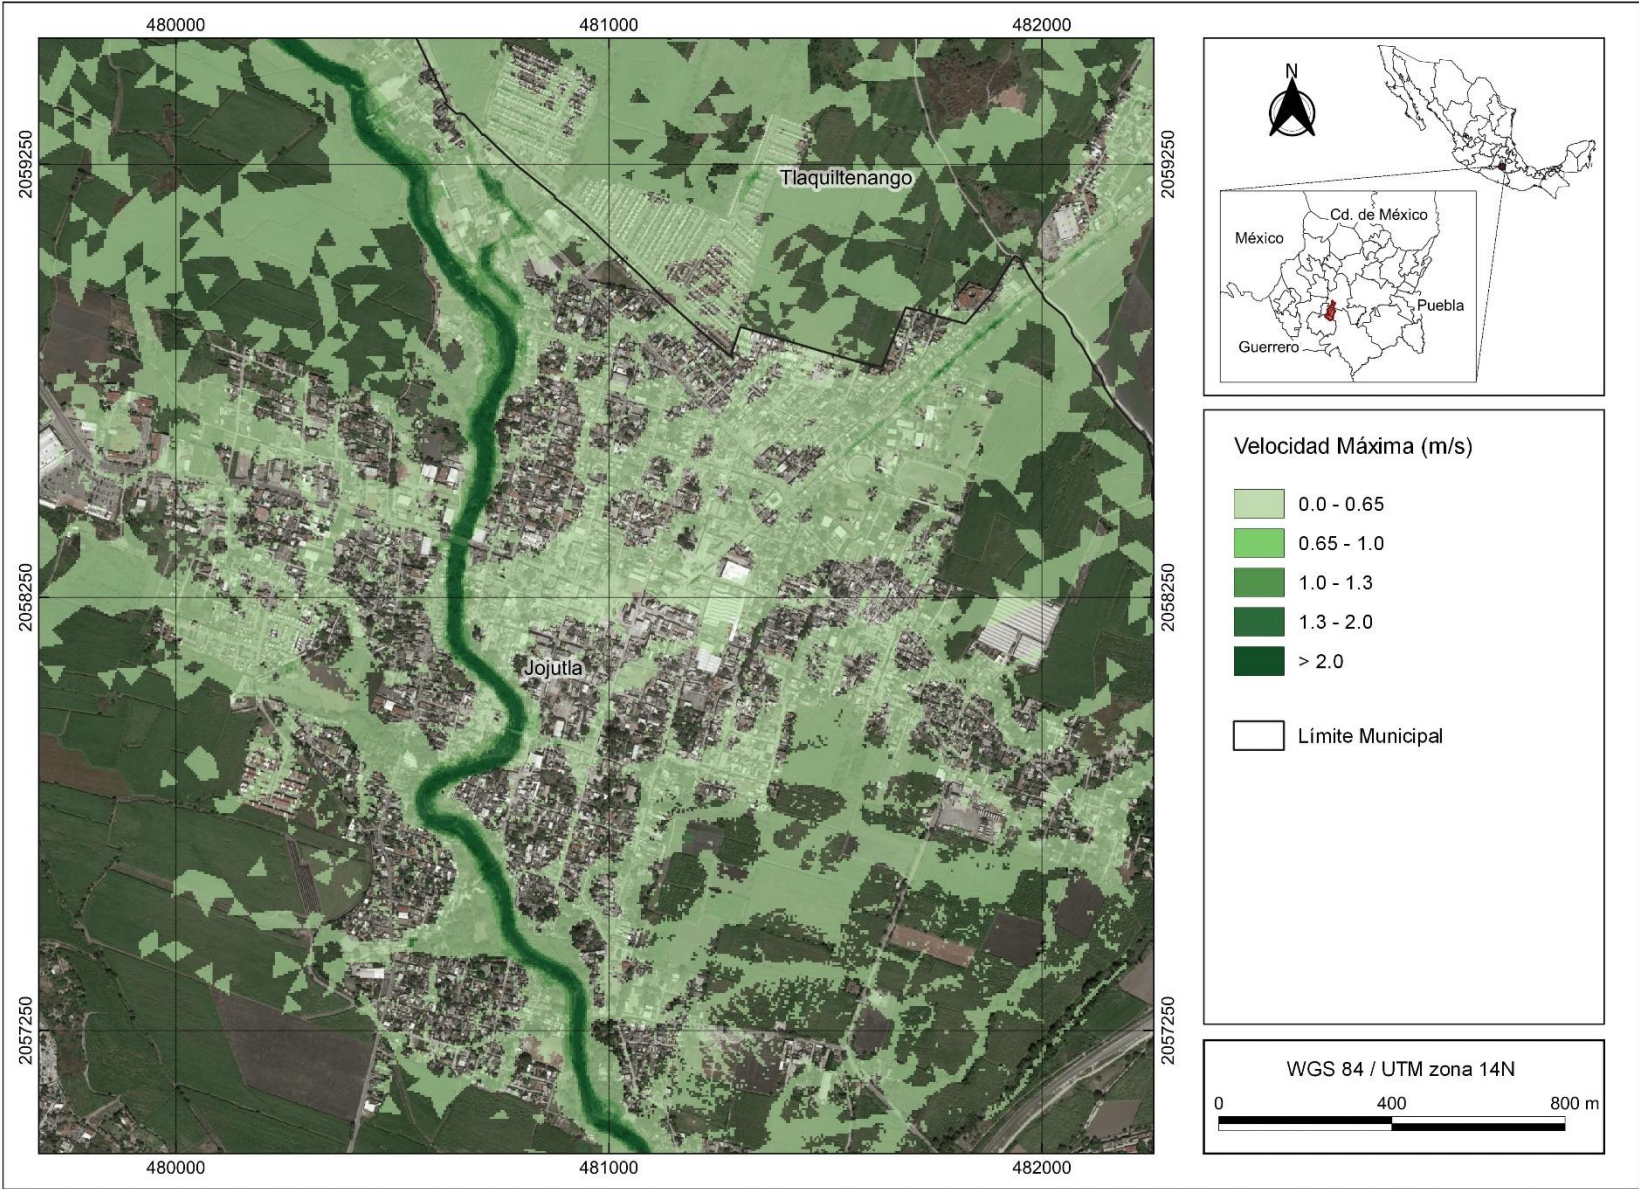 480000
481000
482000
2059250
2059250
Tlaquiltenango
2058250
2058250
Jojutla
2057250
2057250
480000
481000
482000
N
Cd. de México
México
Puebla
Guerrero
Velocidad Máxima (m/s)
0.0 - 0.65
0.65 - 1.0
1.0 - 1.3
1.3 - 2.0
> 2.0
Límite Municipal
WGS 84 / UTM zona 14N
0
400
800 m